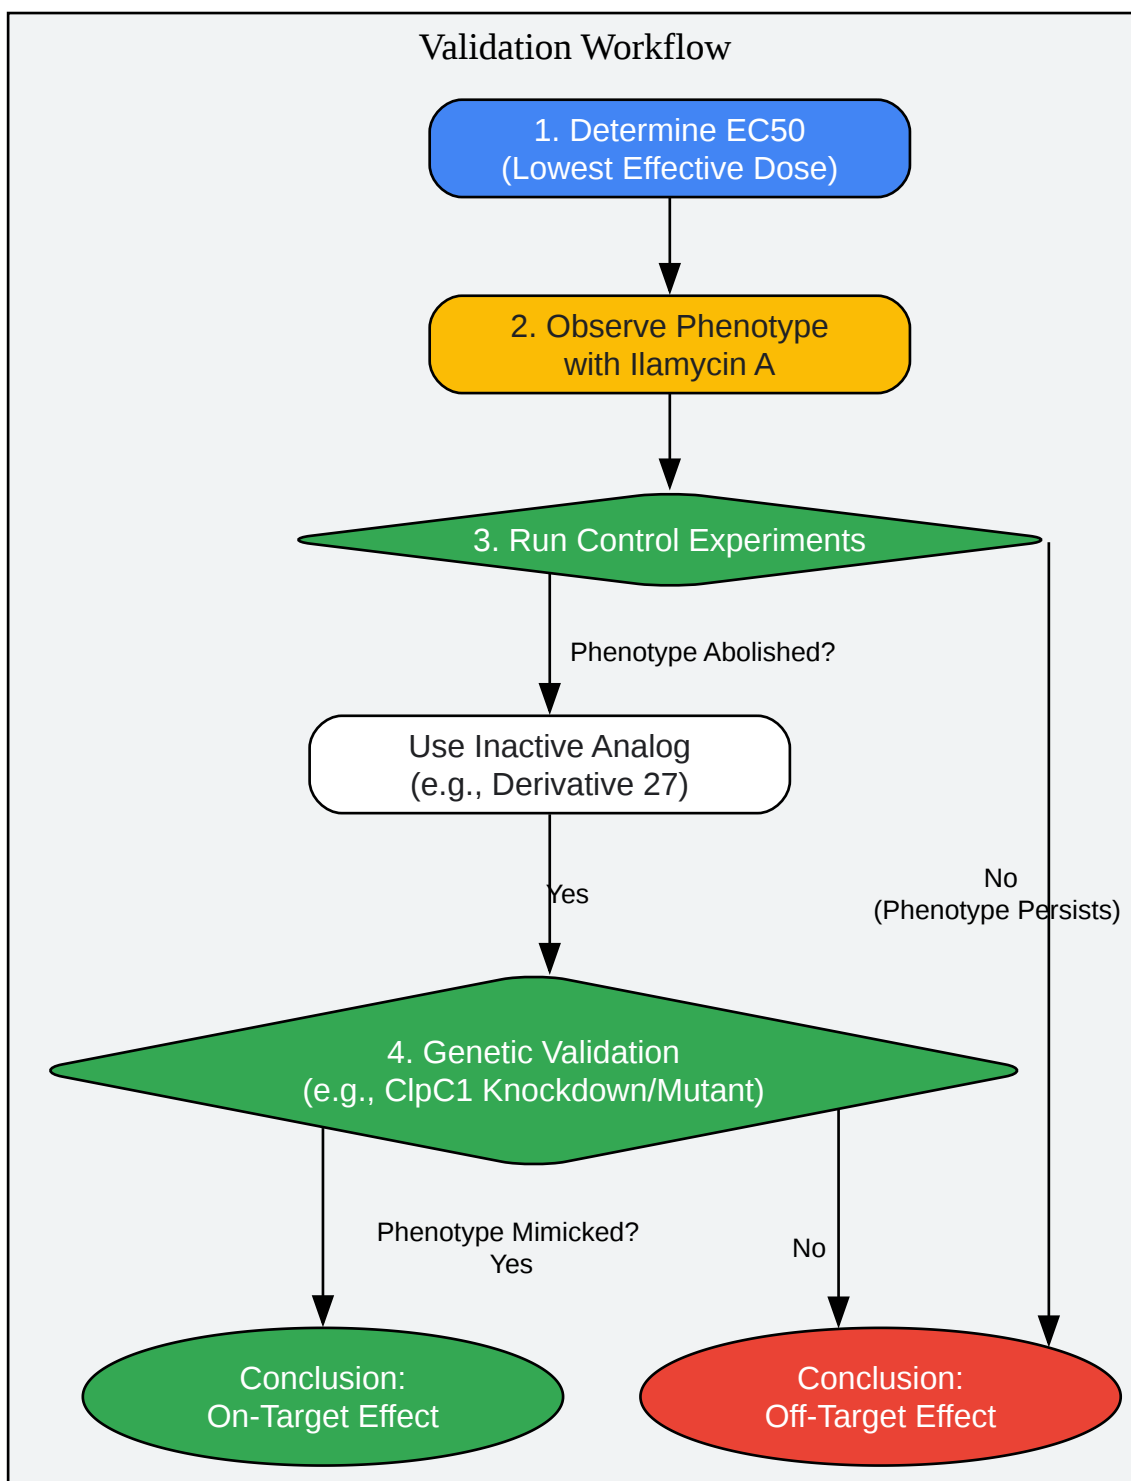 Validation Workflow
1. Determine EC50
(Lowest Effective Dose)
2. Observe Phenotype
with Ilamycin A
3. Run Control Experiments
Phenotype Abolished?
Use Inactive Analog
(e.g., Derivative 27)
Yes
No
(Phenotype Persists)
4. Genetic Validation
(e.g., ClpC1 Knockdown/Mutant)
Phenotype Mimicked?
Yes
No
Conclusion:
On-Target Effect
Conclusion:
Off-Target Effect